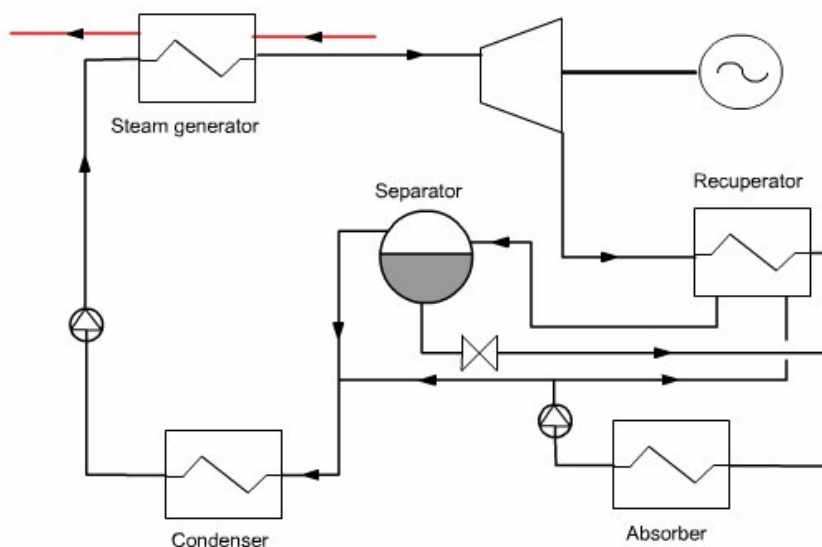 Steam generator
Separator
Recuperator
Condenser
Absorber